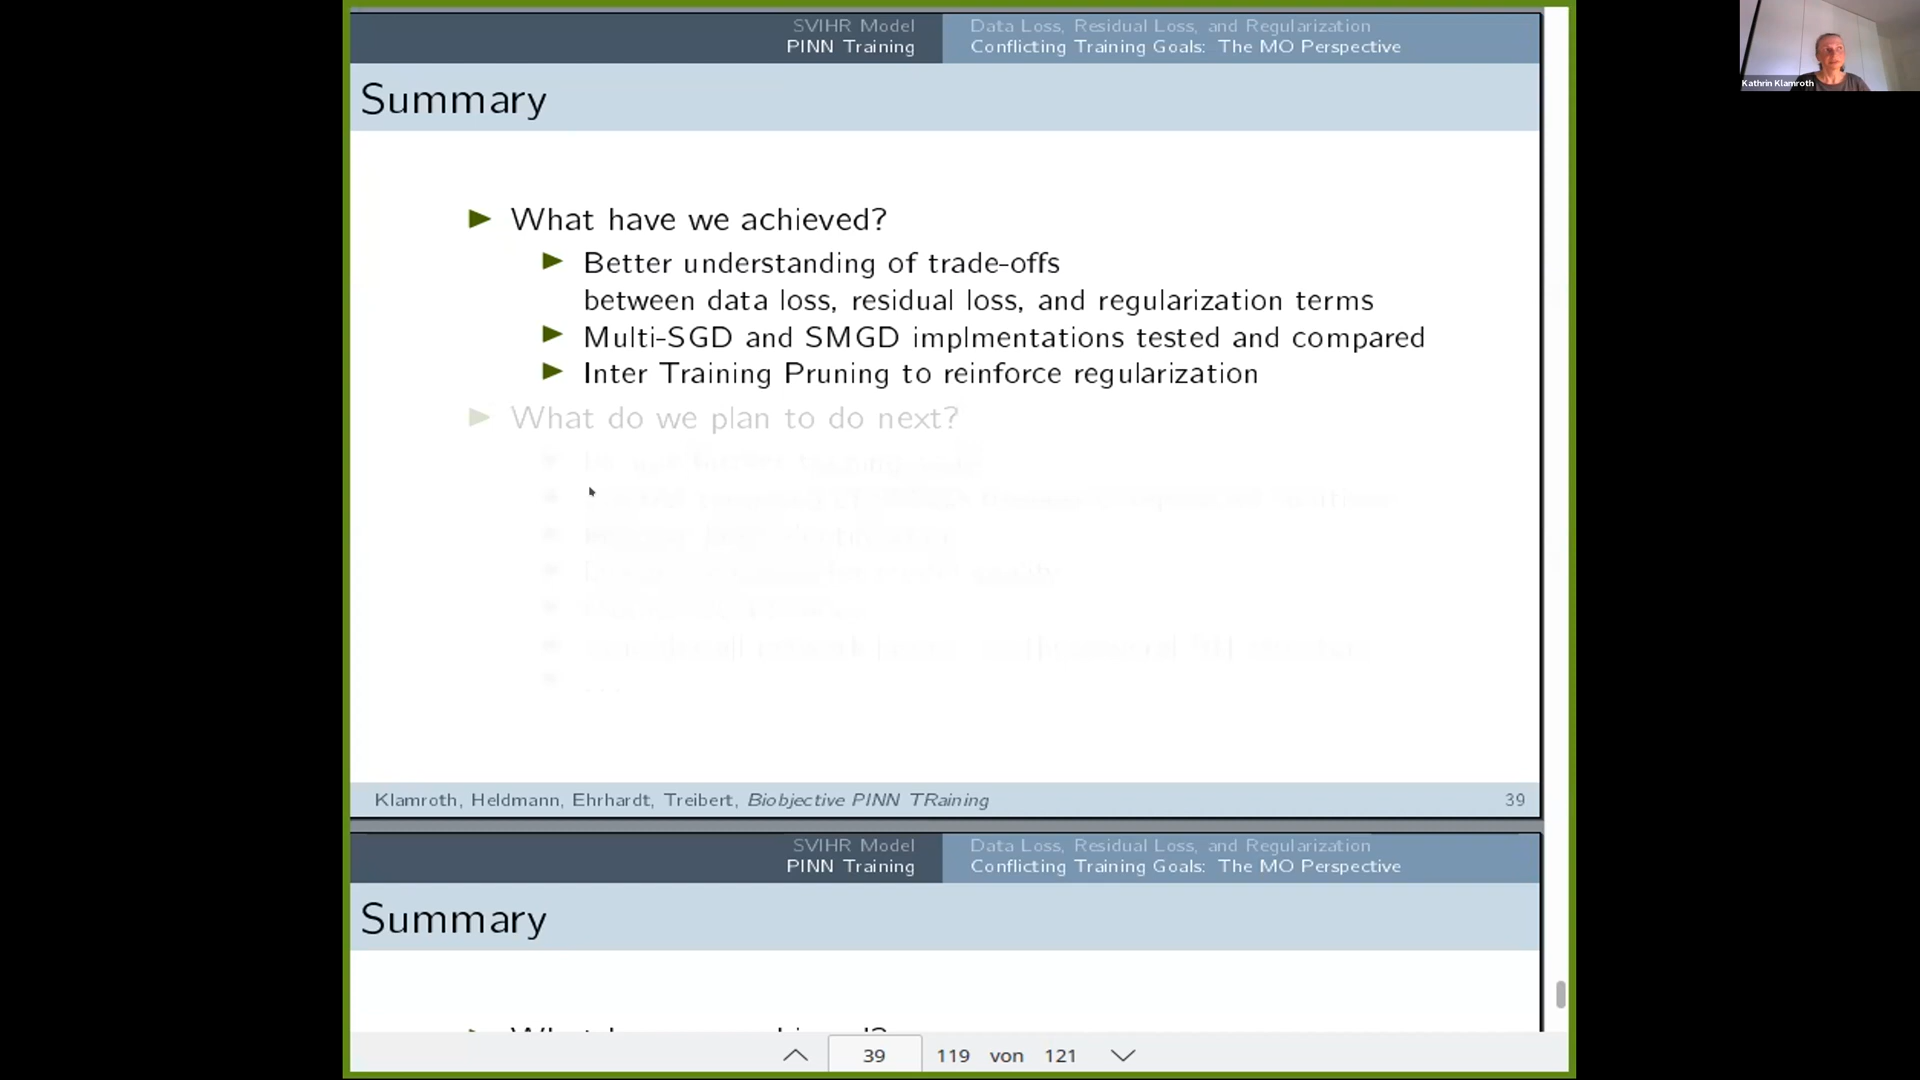 SVIHR Model
PINN Training
Data Loss, Residual Loss, and Regularization
Conflicting Training Goals: The MO Perspective
Summary
Kathrin Klamroth
What have we achieved?
Better understanding of trade-offs
between data loss, residual loss, and regularization terms
Multi-SGD and SMGD implmentations tested and compared
Inter Training Pruning to reinforce regularization
What do we plan to do next?
...
Klamroth, Heldmann, Ehrhardt, Treibert, Biobjective PINN TRaining
39
SVIHR Model
PINN Training
Data Loss, Residual Loss, and Regularization
Conflicting Training Goals: The MO Perspective
Summary
39 119 von 121